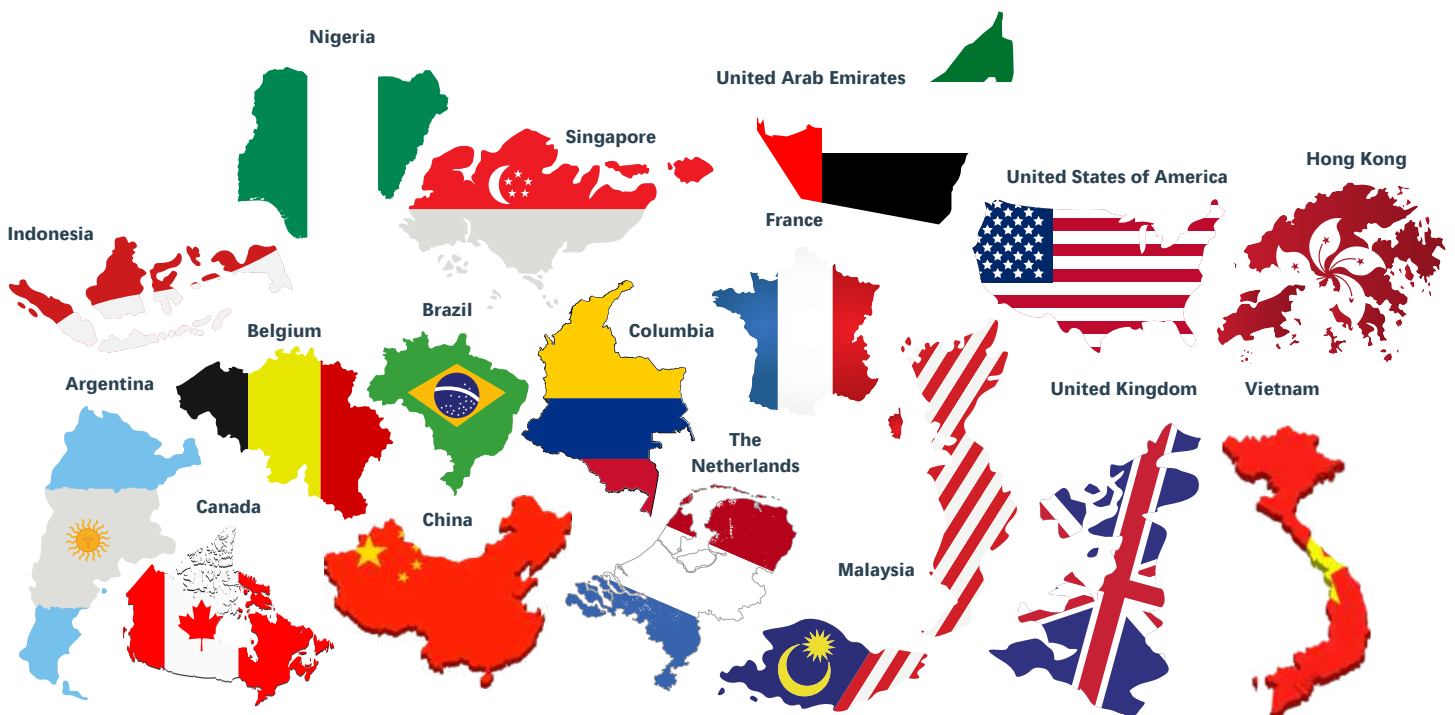 Nigeria
United Arab Emirates
Singapore
Hong Kong
United States of America
France
Indonesia
Brazil
Belgium
Columbia
Argentina
United Kingdom
Vietnam
The
Netherlands
Canada
China
Malaysia